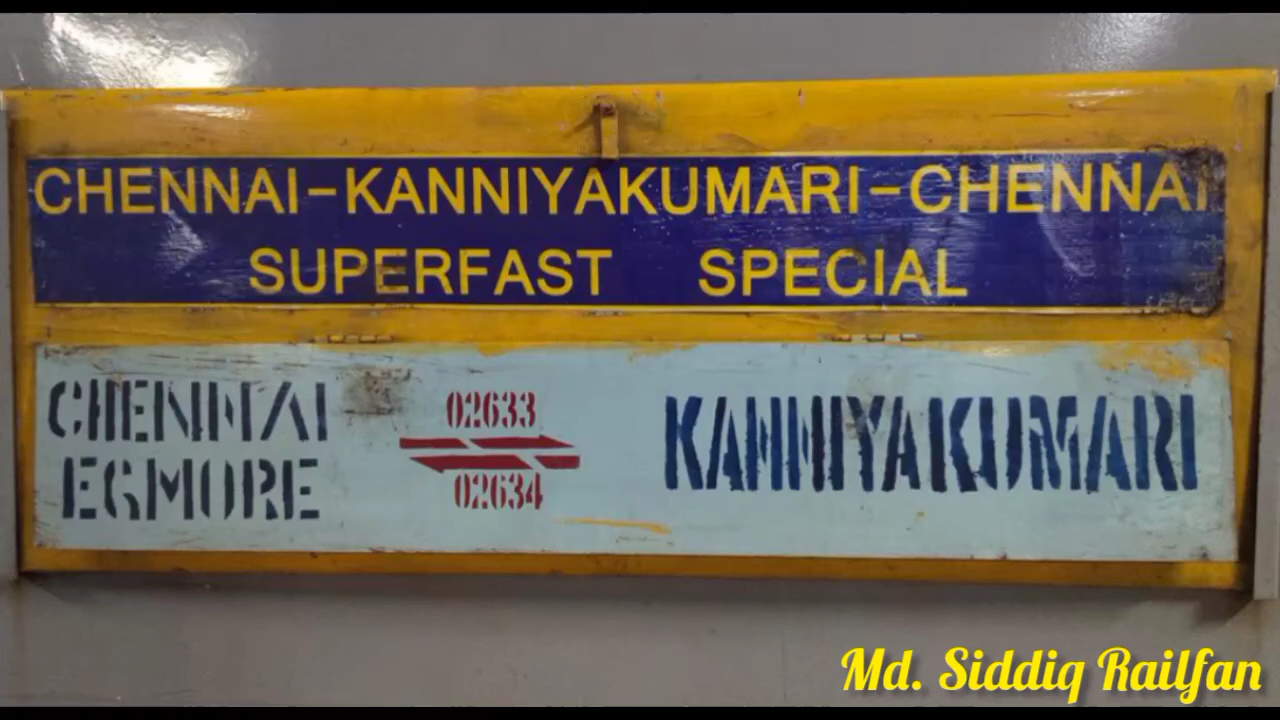 CHENNAI-KANNIYAKUMARI-CHENNAI
SUPERFAST SPECIAL
CHENNAI
EGMORE
02633
02634
KANNIYAKUMARI
Md. Siddiq Railfan